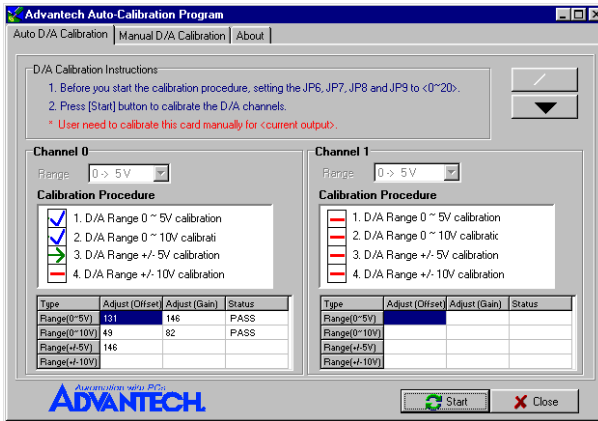 Advantech Auto-Calibration Program
Auto D/A Calibration Manual D/A Calibration About
D/A Calibration Instructions
1. Before you start the calibration procedure, setting the JP6, JP7, JP8 and JP9 to <0~20>.
2. Press [Start] button to calibrate the D/A channels.
* User need to calibrate this card manually for <current output>.
Channel 0
Range 0 -> 5V
Calibration Procedure
1. D/A Range 0 ~ 5V calibration
2. D/A Range 0 ~ 10V calibrati
3. D/A Range +/- 5V calibration
4. D/A Range +/- 10V calibration
Type Adjust (Offset) Adjust (Gain) Status
Range(0~5V) 131 146 PASS
Range(0~10V) 49 82 PASS
Range(+/-5V) 146
Range(+/-10V)
Channel 1
Range 0 -> 5V
Calibration Procedure
1. D/A Range 0 ~ 5V calibration
2. D/A Range 0 ~ 10V calibratic
3. D/A Range +/- 5V calibration
4. D/A Range +/- 10V calibration
Type Adjust (Offset) Adjust (Gain) Status
Range(0~5V)
Range(0~10V)
Range(+/-5V)
Range(+/-10V)
Automation with PCs
ADVANTECH.
Start Close